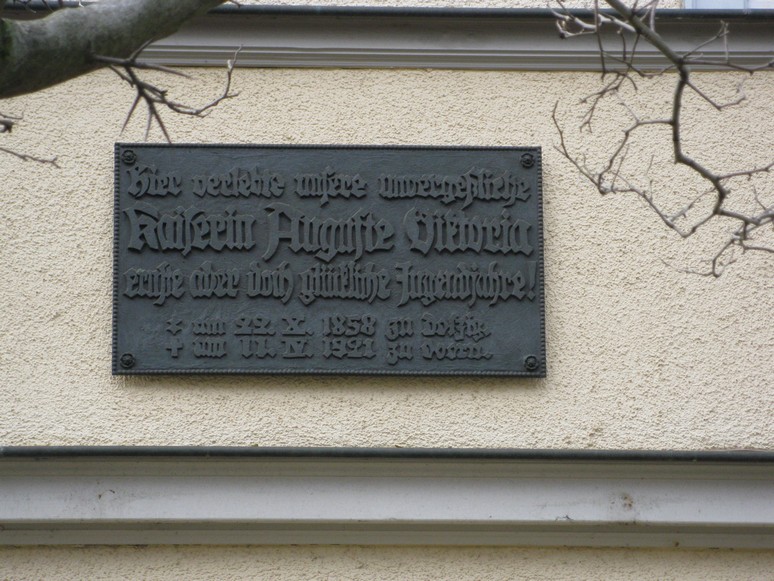 Hier verlebte unsere unvergeßliche
Kaiserin Auguste Viktoria
ernste aber doch glückliche Jugendjahre!
* am 22. X. 1858 zu Dolzig.
† am 11. IV. 1921 zu Doorn.